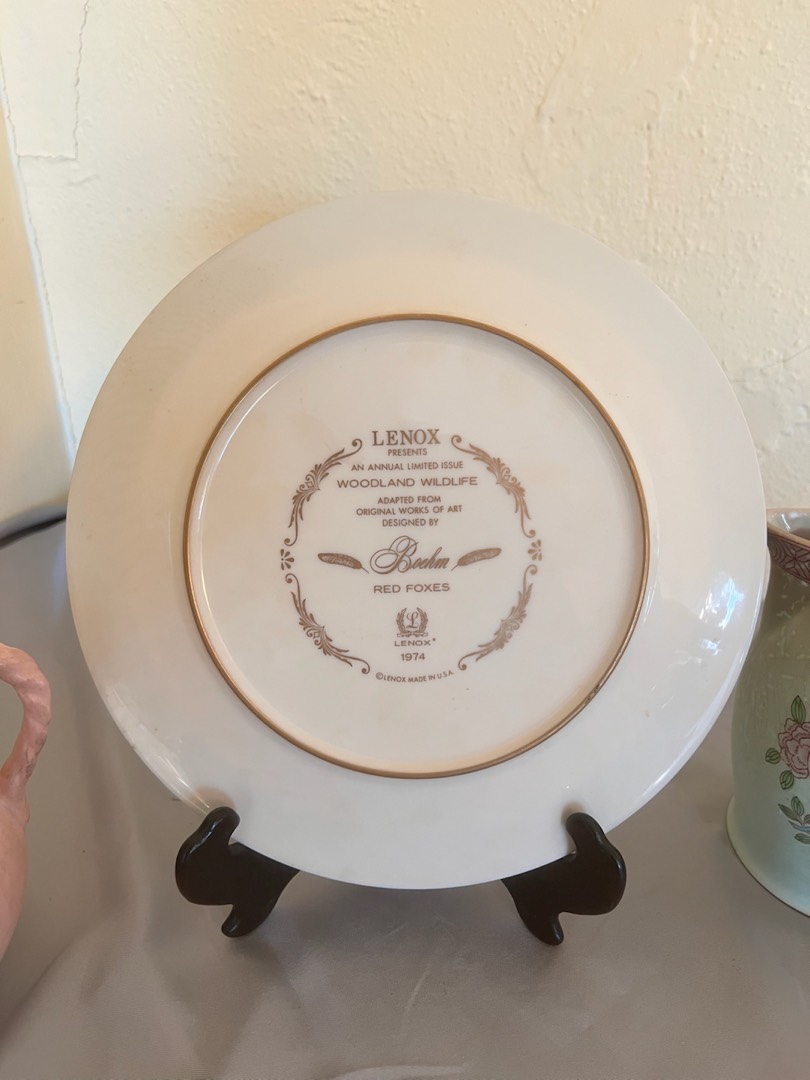 LENOX
PRESENTS
AN ANNUAL LIMITED ISSUE
WOODLAND WILDLIFE
ADAPTED FROM
ORIGINAL WORKS OF ART
DESIGNED BY
Boehm
RED FOXES
L
LENOX®
1974
©LENOX MADE IN U.S.A.